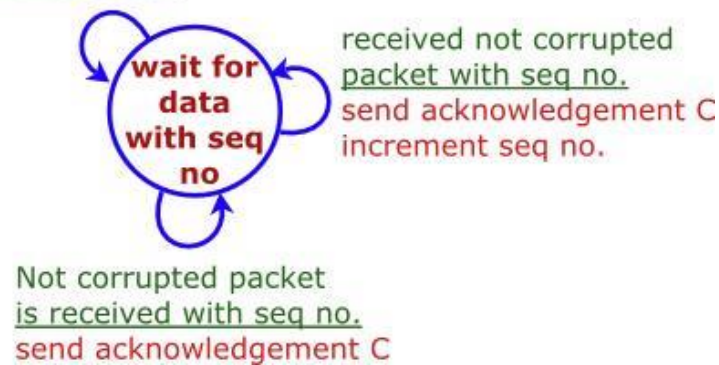 wait for
data
with seq
no
received not corrupted
packet with seq no.
send acknowledgement C
increment seq no.
Not corrupted packet
is received with seq no.
send acknowledgement C